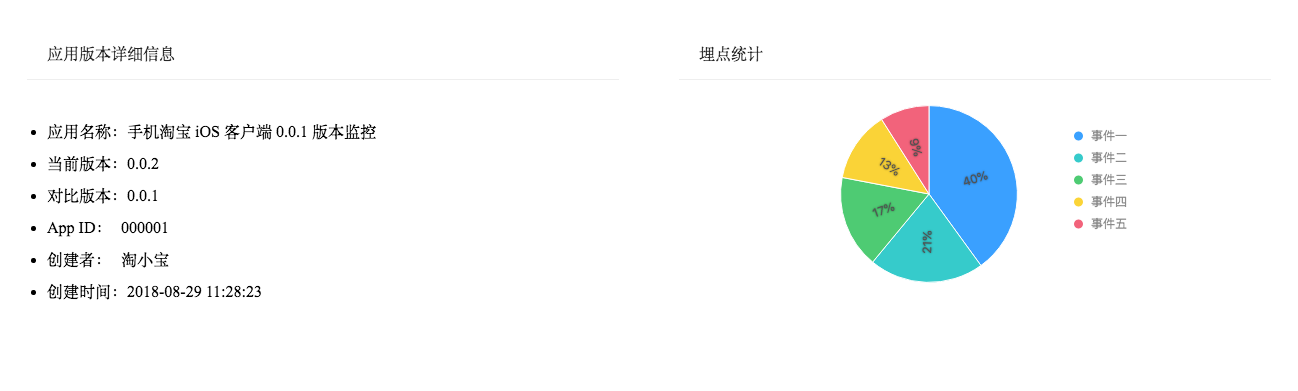 应用版本详细信息
应用名称：手机淘宝 iOS 客户端 0.0.1 版本监控
当前版本：0.0.2
对比版本：0.0.1
App ID： 000001
创建者： 淘小宝
创建时间：2018-08-29 11:28:23
埋点统计
40%
21%
17%
13%
9%
事件一
事件二
事件三
事件四
事件五